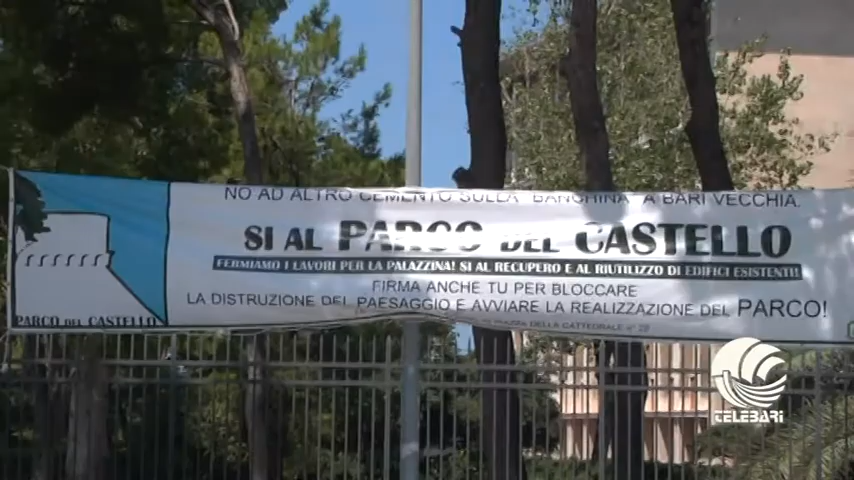 NO AD ALTRO CEMENTO SULLA "BANCHINA" A BARI VECCHIA.
SI AL PARCO DEL CASTELLO
FERMIAMO I LAVORI PER LA PALAZZINA! SI AL RECUPERO E AL RIUTILIZZO DI EDIFICI ESISTENTI!
FIRMA ANCHE TU PER BLOCCARE
LA DISTRUZIONE DEL PAESAGGIO E AVVIARE LA REALIZZAZIONE DEL PARCO!
PIAZZA DELLA CATTEDRALE N°
PARCO DEL CASTELLO
TELEBARI